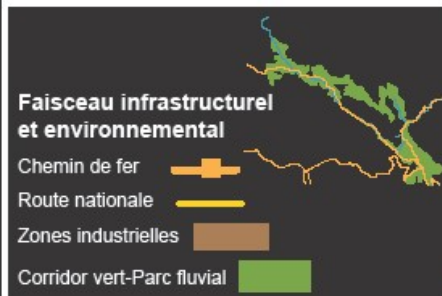 Faisceau infrastructurel
et environnemental
Chemin de fer
Route nationale
Zones industrielles
Corridor vert-Parc fluvial